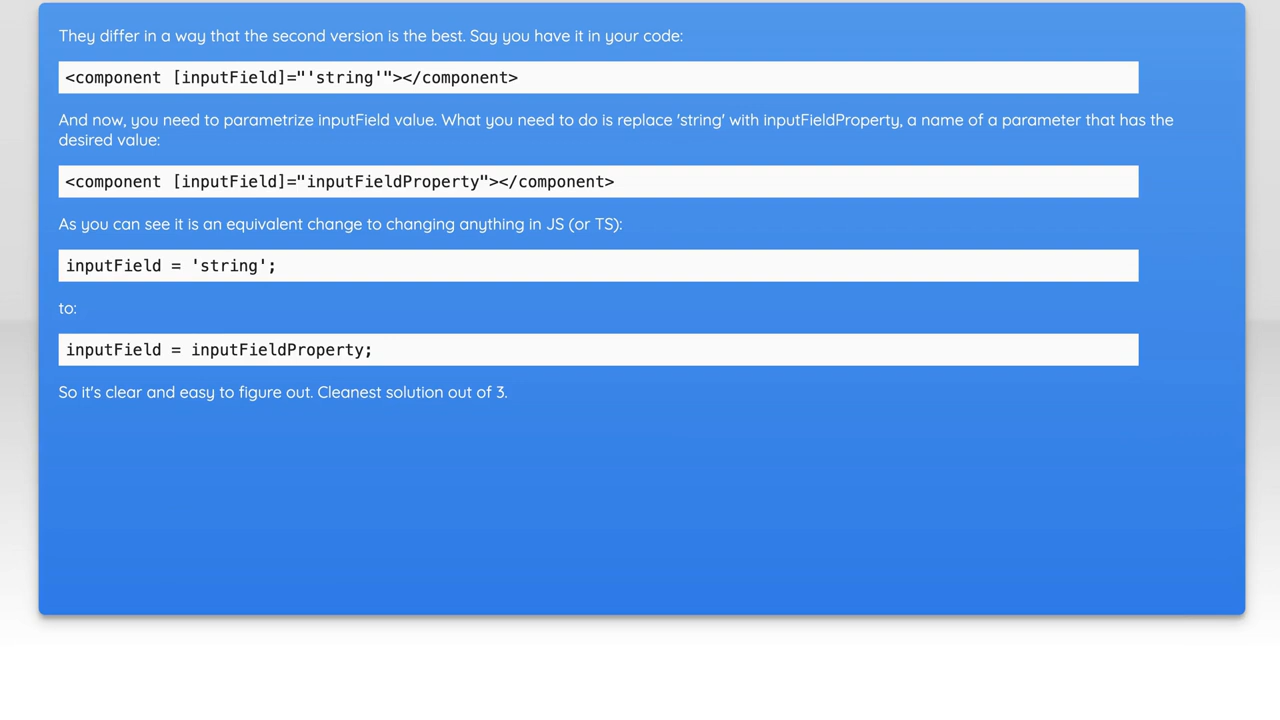 They differ in a way that the second version is the best. Say you have it in your code:
<component [inputField]="'string'"></component>
And now, you need to parametrize inputField value. What you need to do is replace 'string' with inputFieldProperty, a name of a parameter that has the
desired value:
<component [inputField]="inputFieldProperty"></component>
As you can see it is an equivalent change to changing anything in JS (or TS):
inputField = 'string';
to:
inputField = inputFieldProperty;
So it's clear and easy to figure out. Cleanest solution out of 3.